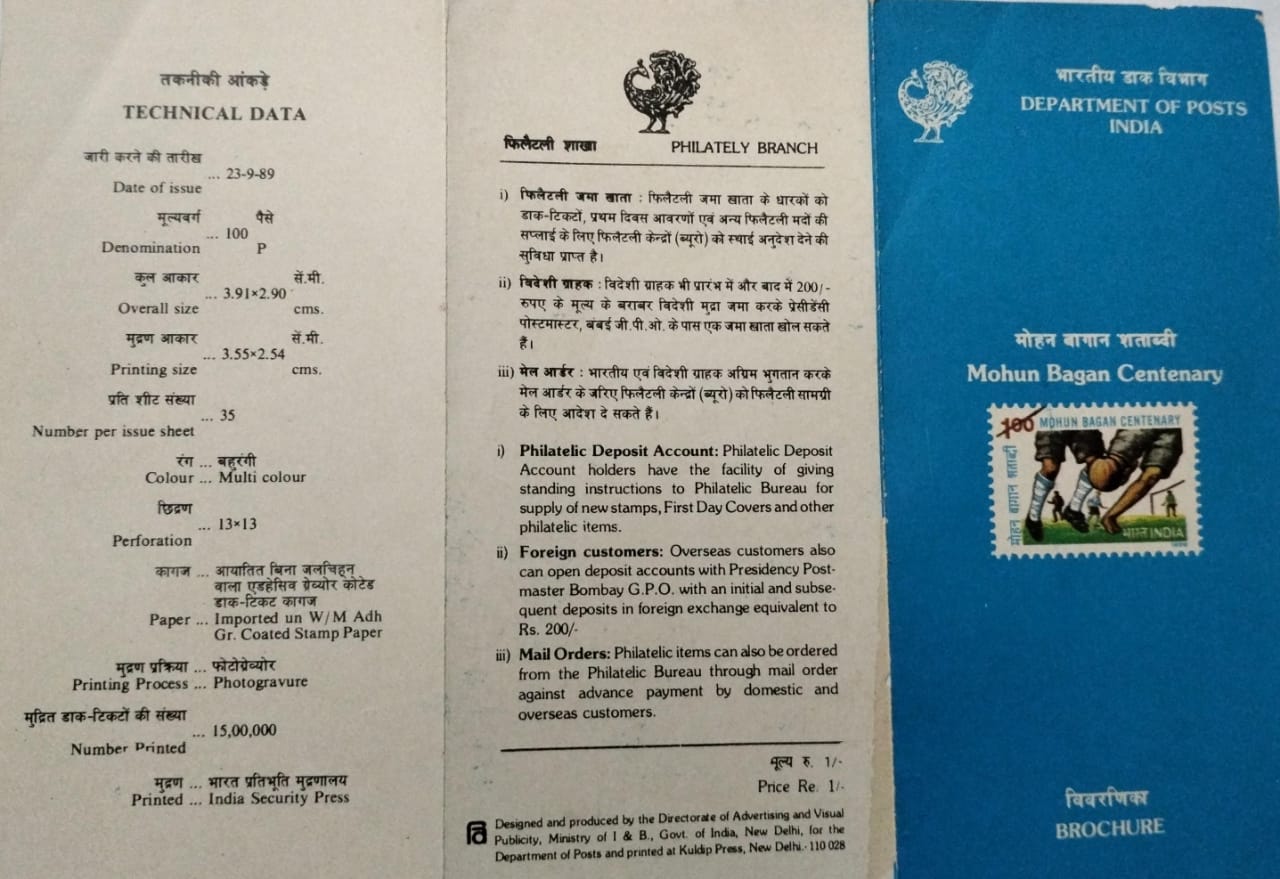 तकनीकी आंकड़े
TECHNICAL DATA
जारी करने की तारीख
... 23-9-89
Date of issue
मूल्यवर्ग पैसे
... 100
Denomination P
कुल आकार सें.मी.
... 3.91×2.90
Overall size cms.
मुद्रण आकार सें.मी.
... 3.55×2.54
Printing size cms.
प्रति शीट संख्या
... 35
Number per issue sheet
रंग ... बहुरंगी
Colour ... Multi colour
छिद्रण
... 13×13
Perforation
कागज ... आयातित बिना जलचिह्न
वाला एडहेसिव ग्रेव्योर कोटेड
डाक-टिकट कागज
Paper ... Imported un W/M Adh
Gr. Coated Stamp Paper
मुद्रण प्रक्रिया ... फोटोग्रेव्योर
Printing Process ... Photogravure
मुद्रित डाक-टिकटों की संख्या
... 15,00,000
Number Printed
मुद्रण ... भारत प्रतिभूति मुद्रणालय
Printed ... India Security Press
फिलैटली शाखा PHILATELY BRANCH
i) फिलैटली जमा खाता : फिलैटली जमा खाता के धारकों को
डाक-टिकटों, प्रथम दिवस आवरणों एवं अन्य फिलैटली मदों की
सप्लाई के लिए फिलैटली केन्द्रों (ब्यूरो) को स्थाई अनुदेश देने की
सुविधा प्राप्त है।
ii) विदेशी ग्राहक : विदेशी ग्राहक भी प्रारंभ में और बाद में 200/-
रुपए के मूल्य के बराबर विदेशी मुद्रा जमा करके प्रेसीडेंसी
पोस्टमास्टर, बंबई जी.पी.ओ. के पास एक जमा खाता खोल सकते
हैं।
iii) मेल आर्डर : भारतीय एवं विदेशी ग्राहक अग्रिम भुगतान करके
मेल आर्डर के जरिए फिलैटली केन्द्रों (ब्यूरो) को फिलैटली सामग्री
के लिए आदेश दे सकते हैं।
i) Philatelic Deposit Account: Philatelic Deposit
Account holders have the facility of giving
standing instructions to Philatelic Bureau for
supply of new stamps, First Day Covers and other
philatelic items.
ii) Foreign customers: Overseas customers also
can open deposit accounts with Presidency Post-
master Bombay G.P.O. with an initial and subse-
quent deposits in foreign exchange equivalent to
Rs. 200/-
iii) Mail Orders: Philatelic items can also be ordered
from the Philatelic Bureau through mail order
against advance payment by domestic and
overseas customers.
मूल्य रु. 1/-
Price Re. 1/-
Designed and produced by the Directorate of Advertising and Visual
Publicity, Ministry of I & B., Govt. of India, New Delhi, for the
Department of Posts and printed at Kuldip Press, New Delhi.-110 028
भारतीय डाक विभाग
DEPARTMENT OF POSTS
INDIA
मोहन बागान शताब्दी
Mohun Bagan Centenary
100 MOHUN BAGAN CENTENARY
मोहन बागान शताब्दी
भारत INDIA
विवरणिका
BROCHURE